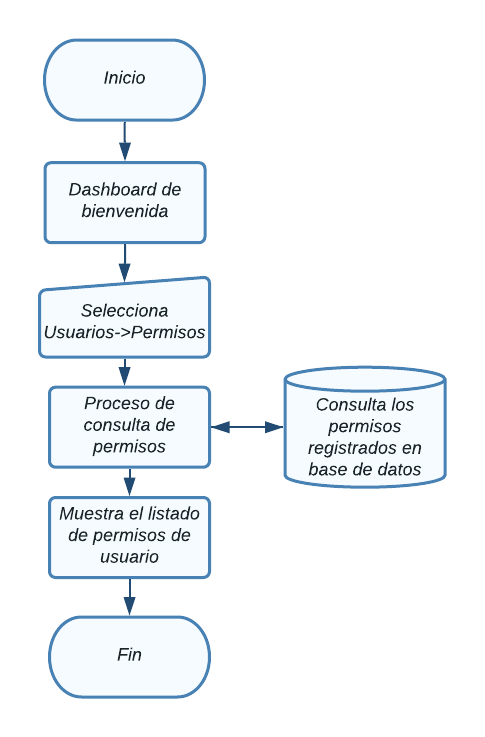 Inicio
Dashboard de
bienvenida
Selecciona
Usuarios->Permisos
Proceso de
consulta de
permisos
Consulta los
permisos
registrados en
base de datos
Muestra el listado
de permisos de
usuario
Fin